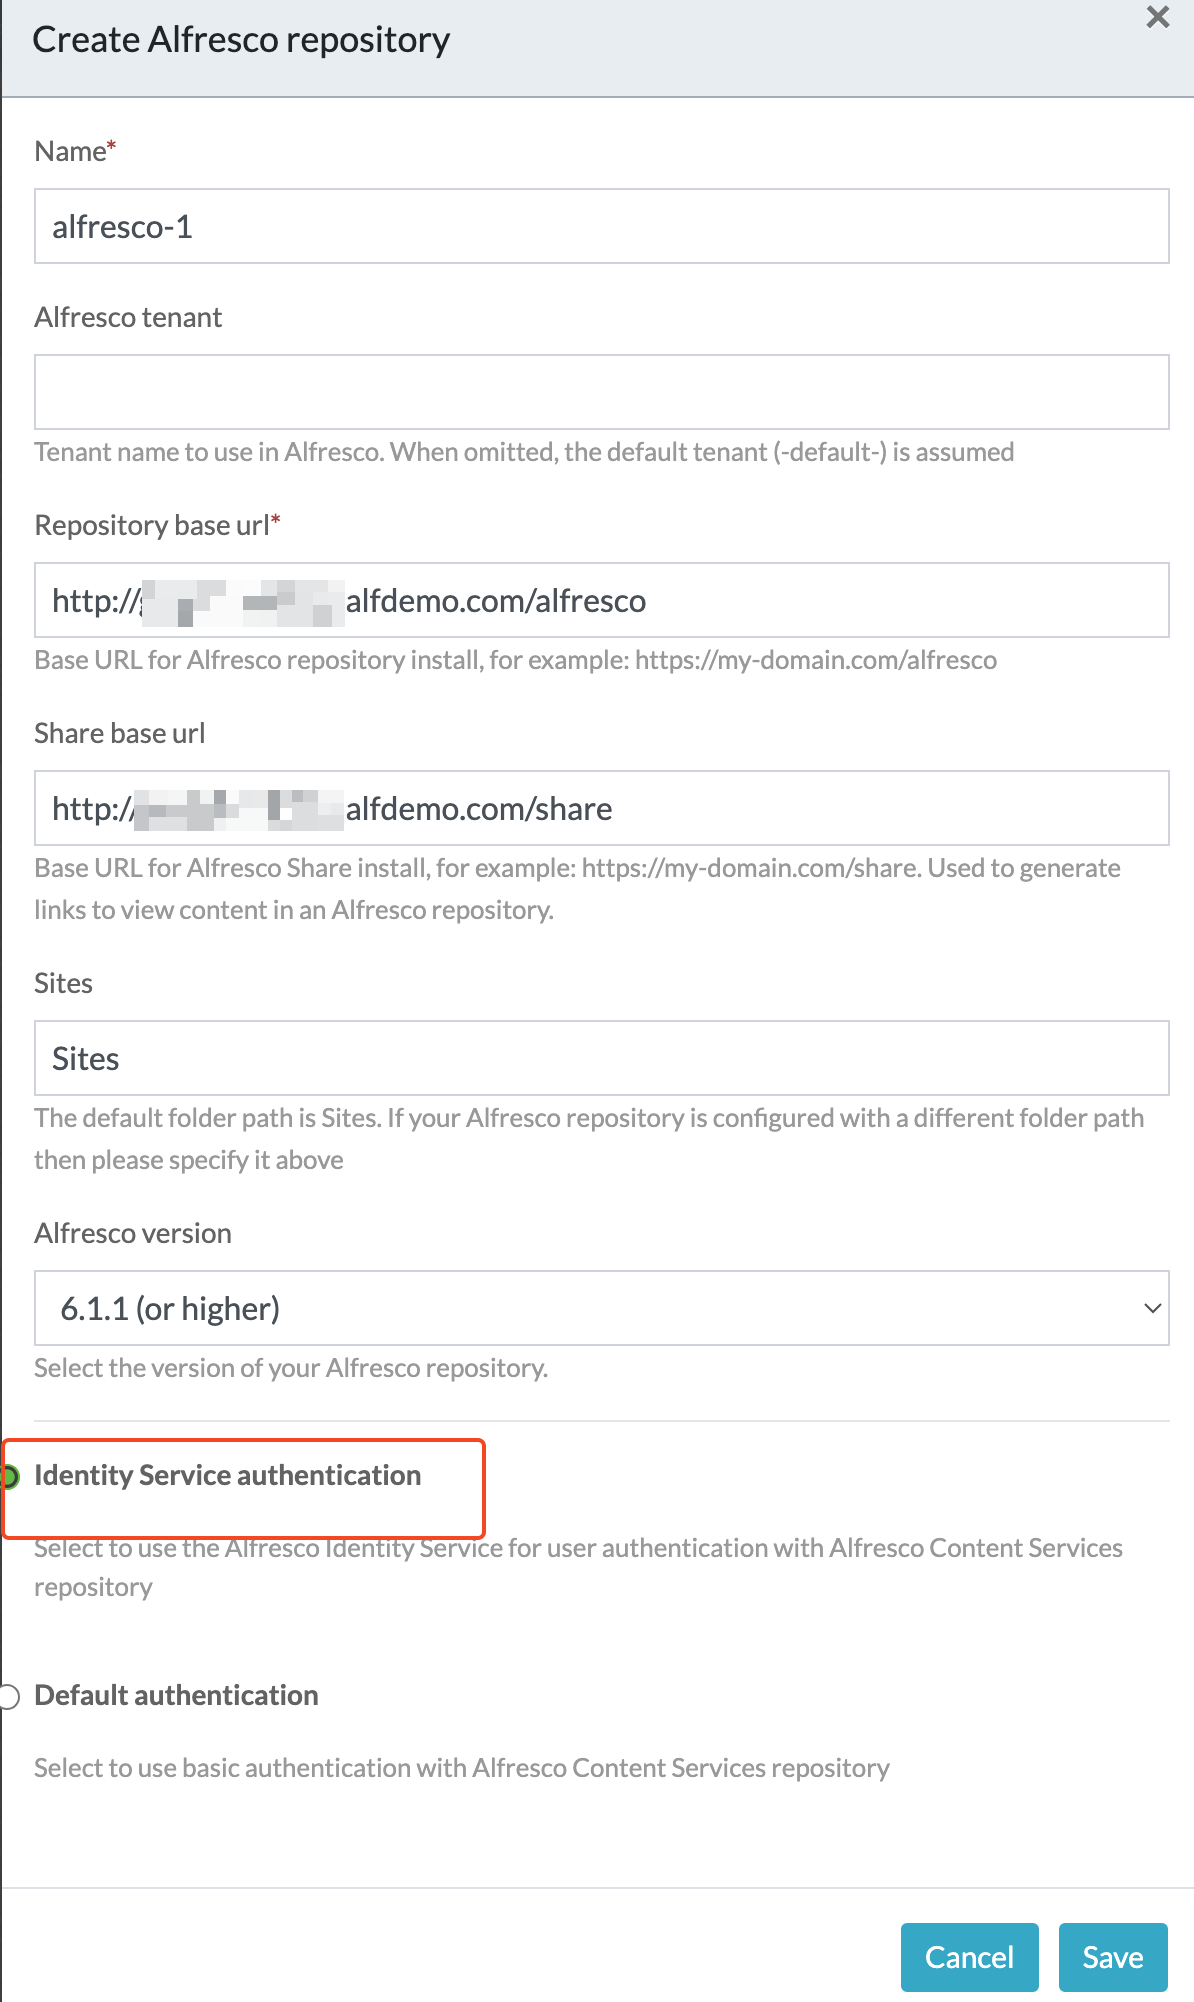 Create Alfresco repository
Name*
alfresco-1
Alfresco tenant
Tenant name to use in Alfresco. When omitted, the default tenant (-default-) is assumed
Repository base url*
http:// alfdemo.com/alfresco
Base URL for Alfresco repository install, for example: https://my-domain.com/alfresco
Share base url
http:// alfdemo.com/share
Base URL for Alfresco Share install, for example: https://my-domain.com/share. Used to generate
links to view content in an Alfresco repository.
Sites
Sites
The default folder path is Sites. If your Alfresco repository is configured with a different folder path
then please specify it above
Alfresco version
6.1.1 (or higher)
Select the version of your Alfresco repository.
Identity Service authentication
Select to use the Alfresco Identity Service for user authentication with Alfresco Content Services
repository
Default authentication
Select to use basic authentication with Alfresco Content Services repository
Cancel Save